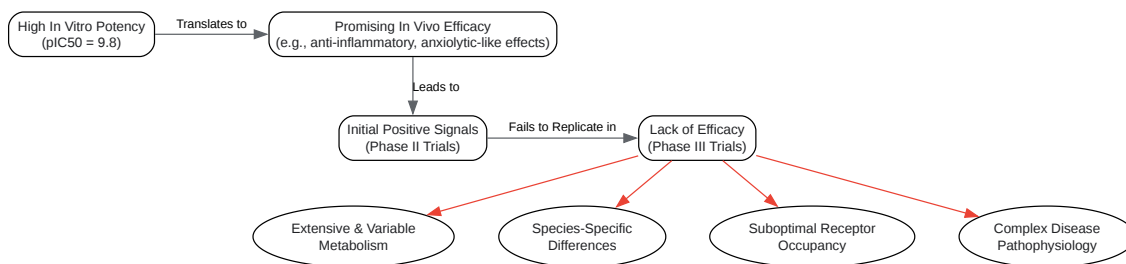 High In Vitro Potency
(pIC50 = 9.8)
Translates to
Promising In Vivo Efficacy
(e.g., anti-inflammatory, anxiolytic-like effects)
Leads to
Initial Positive Signals
(Phase II Trials)
Fails to Replicate in
Lack of Efficacy
(Phase III Trials)
Extensive & Variable
Metabolism
Species-Specific
Differences
Suboptimal Receptor
Occupancy
Complex Disease
Pathophysiology